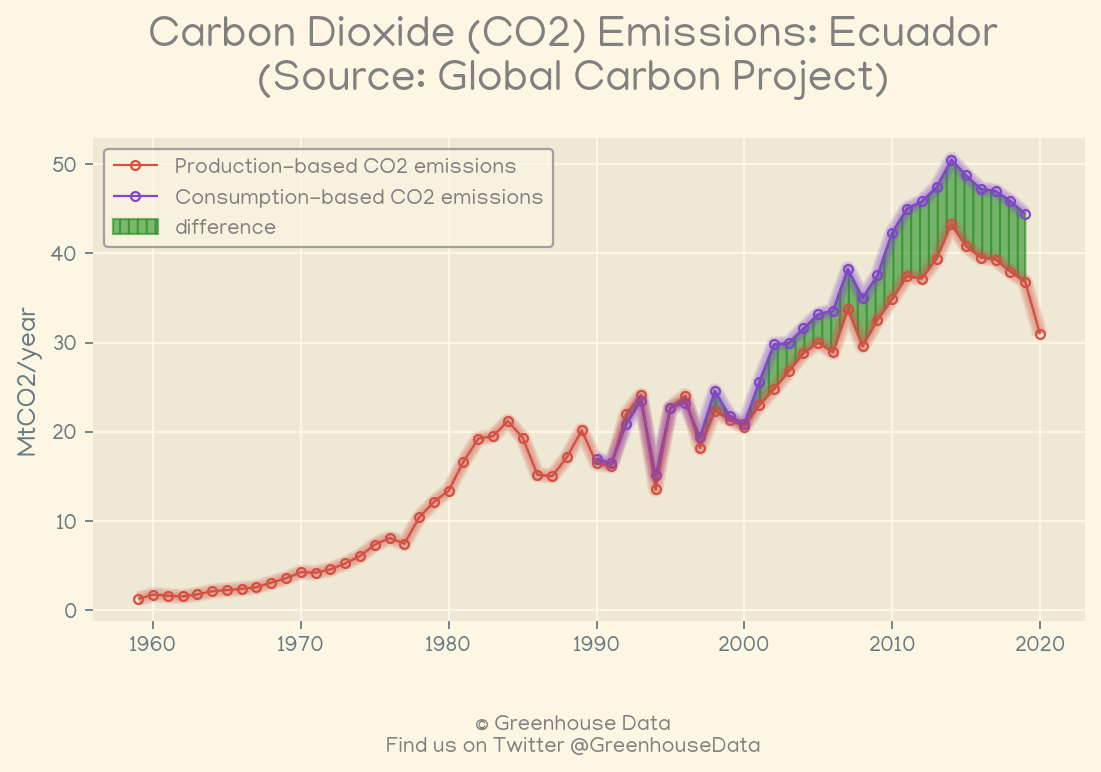 Carbon Dioxide (CO2) Emissions: Ecuador
(Source: Global Carbon Project)
Production-based CO2 emissions
Consumption-based CO2 emissions
difference
MtCO2/year
50
40
30
20
10
0
1960 1970 1980 1990 2000 2010 2020
© Greenhouse Data
Find us on Twitter @GreenhouseData